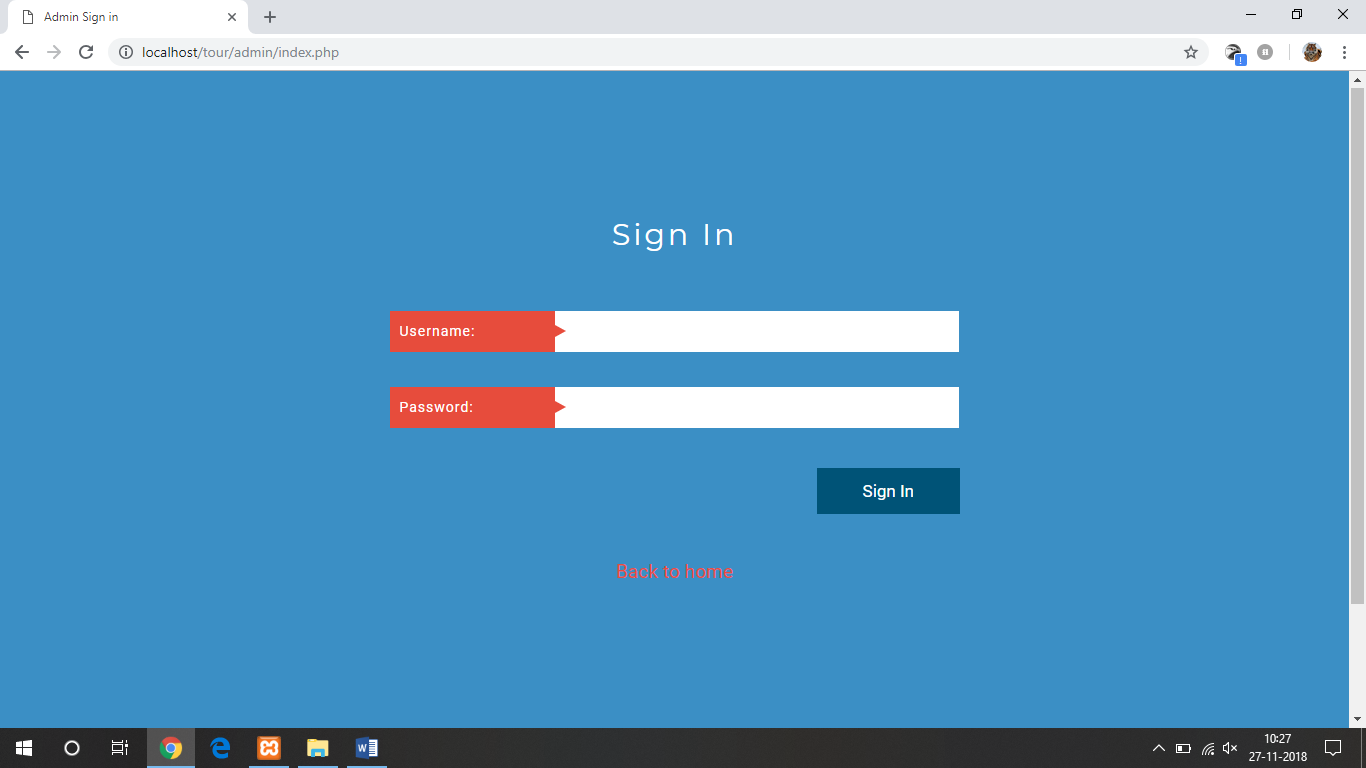 Admin Sign in
localhost/tour/admin/index.php
Sign In
Username:
Password:
Sign In
Back to home
10:27
27-11-2018